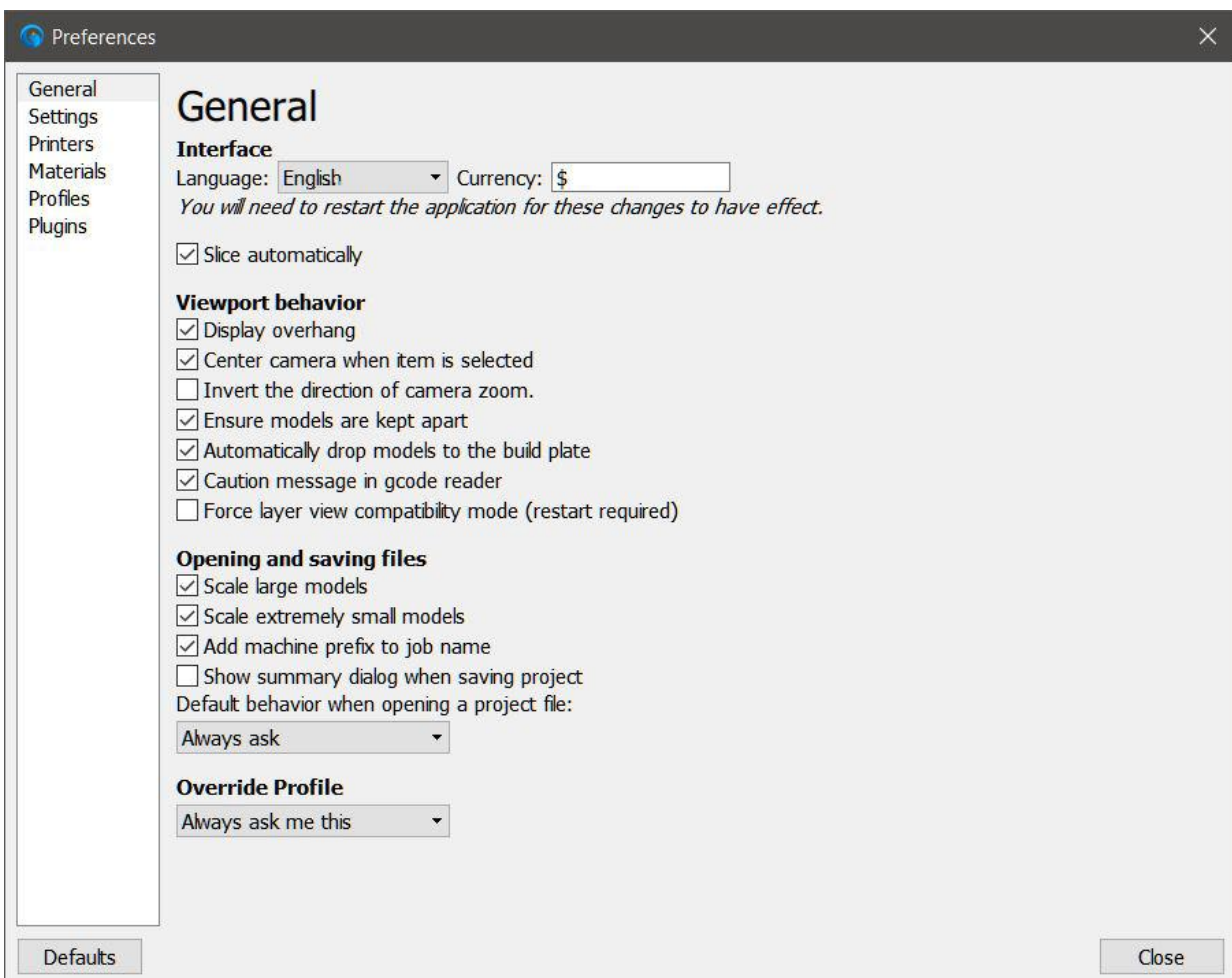 Preferences
General
Settings
Printers
Materials
Profiles
Plugins
General
Interface
Language: English Currency: $
You will need to restart the application for these changes to have effect.
Slice automatically
Viewport behavior
Display overhang
Center camera when item is selected
Invert the direction of camera zoom.
Ensure models are kept apart
Automatically drop models to the build plate
Caution message in gcode reader
Force layer view compatibility mode (restart required)
Opening and saving files
Scale large models
Scale extremely small models
Add machine prefix to job name
Show summary dialog when saving project
Default behavior when opening a project file:
Always ask
Override Profile
Always ask me this
Defaults
Close